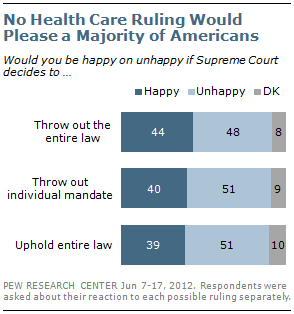 No Health Care Ruling Would
Please a Majority of Americans
Would you be happy on unhappy if Supreme Court
decides to ...
Happy Unhappy DK
Throw out the
entire law
44 48 8
Throw out
individual mandate
40 51 9
Uphold entire law
39 51 10
PEW RESEARCH CENTER Jun 7-17, 2012. Respondents were
asked about their reaction to each possible ruling separately.